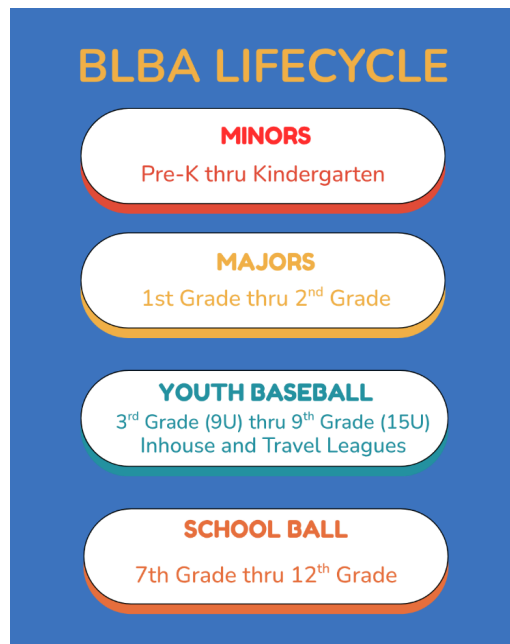 BLBA LIFECYCLE
MINORS
Pre-K thru Kindergarten
MAJORS
1st Grade thru 2nd Grade
YOUTH BASEBALL
3rd Grade (9U) thru 9th Grade (15U)
Inhouse and Travel Leagues
SCHOOL BALL
7th Grade thru 12th Grade